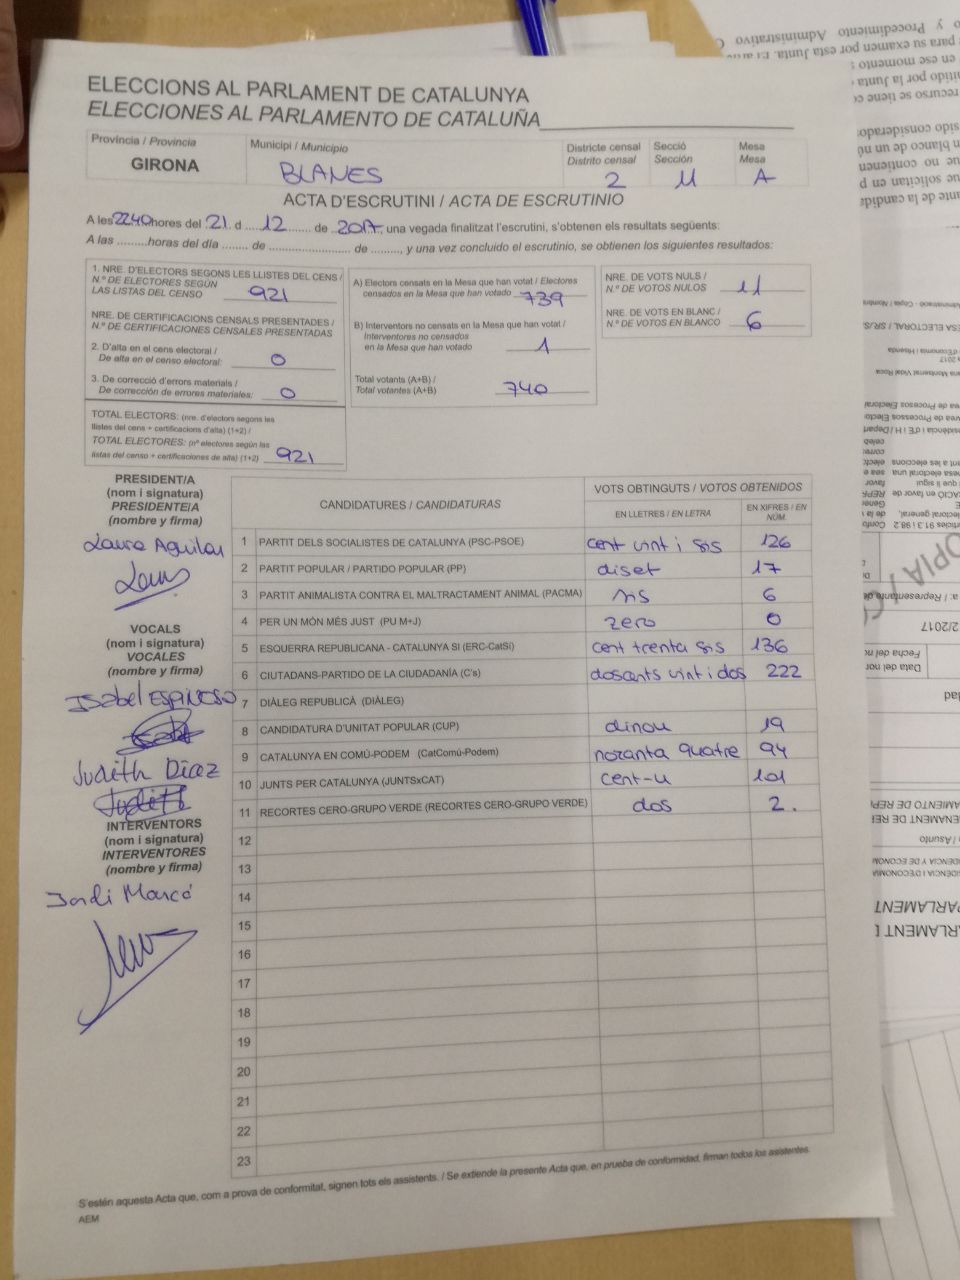 ELECCIONS AL PARLAMENT DE CATALUNYA
ELECCIONES AL PARLAMENTO DE CATALUÑA
Província / Provincia
GIRONA
Municipi / Municipio
BLANES
Districte censal
Distrito censal
2
Secció
Sección
11
Mesa
Mesa
A
ACTA D'ESCRUTINI / ACTA DE ESCRUTINIO
A les 2240 hores del 21. d 12 de 2017, una vegada finalitzat l'escrutini, s'obtenen els resultats següents:
A las ......... horas del día ........ de ........................ de ........., y una vez concluido el escrutinio, se obtienen los siguientes resultados:
1. NRE. D'ELECTORS SEGONS LES LLISTES DEL CENS /
N.º DE ELECTORES SEGÚN
LAS LISTAS DEL CENSO 921
NRE. DE CERTIFICACIONS CENSALS PRESENTADES /
N.º DE CERTIFICACIONES CENSALES PRESENTADAS
2. D'alta en el cens electoral /
De alta en el censo electoral: 0
3. De correcció d'errors materials /
De corrección de errores materiales: 0
TOTAL ELECTORS: (nre. d'electors segons les
llistes del cens + certificacions d'alta) (1+2) /
TOTAL ELECTORES: (nº electores según las
listas del censo + certificaciones de alta) (1+2) 921
A) Electors censats en la Mesa que han votat / Electores
censados en la Mesa que han votado 739
B) Interventors no censats en la Mesa que han votat /
Interventores no censados
en la Mesa que han votado 1
Total votants (A+B) /
Total votantes (A+B) 740
NRE. DE VOTS NULS /
N.º DE VOTOS NULOS 11
NRE. DE VOTS EN BLANC /
N.º DE VOTOS EN BLANCO 6
PRESIDENT/A
(nom i signatura)
PRESIDENTE/A
(nombre y firma)
Laura Aguilar
VOCALS
(nom i signatura)
VOCALES
(nombre y firma)
Isabel ESPINOSO
Judith Diaz
Judith
INTERVENTORS
(nom i signatura)
INTERVENTORES
(nombre y firma)
Jordi Marcó
CANDIDATURES / CANDIDATURAS
VOTS OBTINGUTS / VOTOS OBTENIDOS
EN LLETRES / EN LETRA
EN XIFRES / EN NÚM.
1 PARTIT DELS SOCIALISTES DE CATALUNYA (PSC-PSOE) cent vint i sis 126
2 PARTIT POPULAR / PARTIDO POPULAR (PP) diset 17
3 PARTIT ANIMALISTA CONTRA EL MALTRACTAMENT ANIMAL (PACMA) sis 6
4 PER UN MÓN MÉS JUST (PU M+J) zero 0
5 ESQUERRA REPUBLICANA - CATALUNYA SÍ (ERC-CatSí) cent trenta sis 136
6 CIUTADANS-PARTIDO DE LA CIUDADANÍA (C's) doscents vint i dos 222
7 DIÀLEG REPUBLICÀ (DIÀLEG)
8 CANDIDATURA D'UNITAT POPULAR (CUP) dinou 19
9 CATALUNYA EN COMÚ-PODEM (CatComú-Podem) noranta quatre 94
10 JUNTS PER CATALUNYA (JUNTSxCAT) cent-u 101
11 RECORTES CERO-GRUPO VERDE (RECORTES CERO-GRUPO VERDE) dos 2.
12
13
14
15
16
17
18
19
20
21
22
23
S'estén aquesta Acta que, com a prova de conformitat, signen tots els assistents. / Se extiende la presente Acta que, en prueba de conformidad, firman todos los asistentes.
AEM